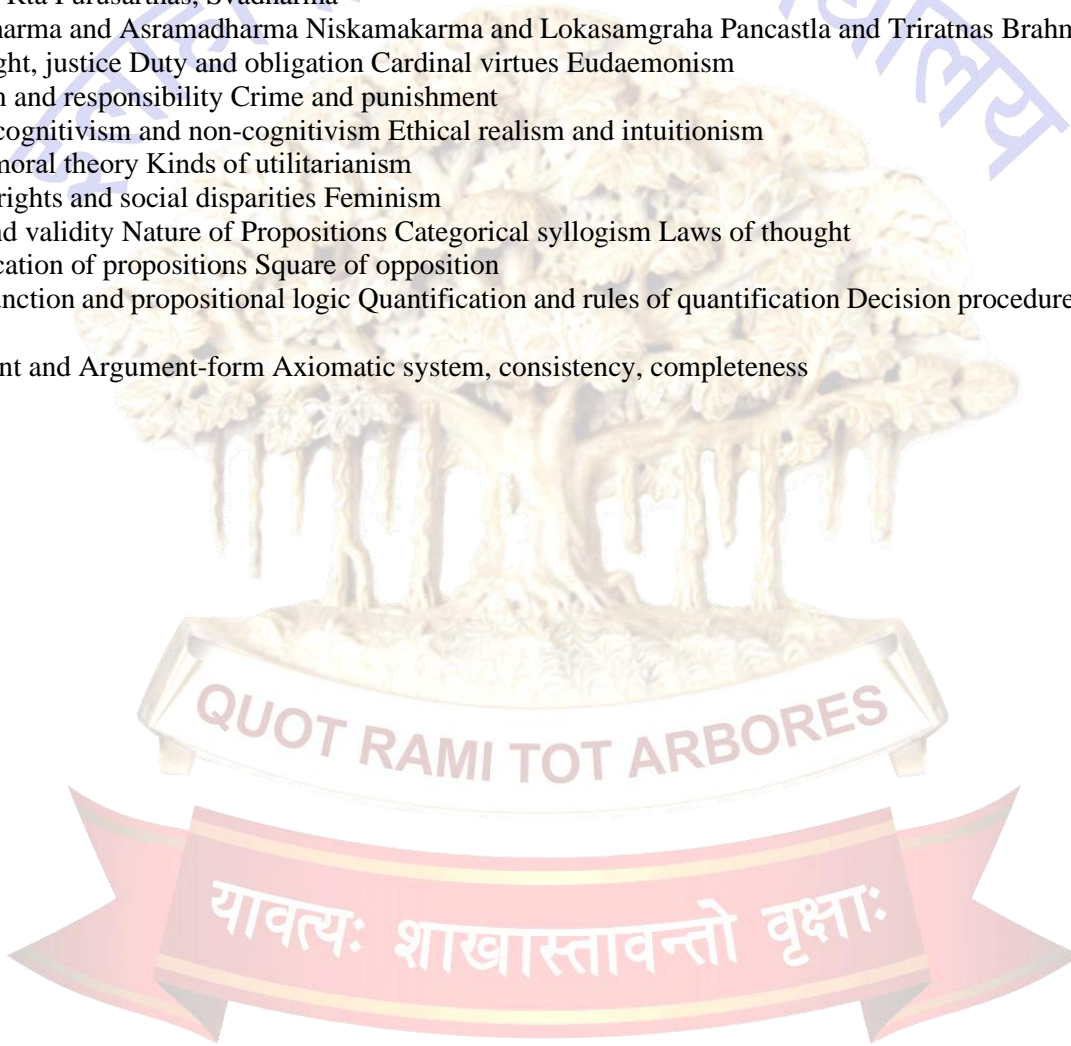 Rta Purusarthas, Svadharma
harma and Asramadharma Niskamakarma and Lokasamgraha Pancastla and Triratnas Brahm
ght, justice Duty and obligation Cardinal virtues Eudaemonism
n and responsibility Crime and punishment
cognitivism and non-cognitivism Ethical realism and intuitionism
moral theory Kinds of utilitarianism
rights and social disparities Feminism
nd validity Nature of Propositions Categorical syllogism Laws of thought
cation of propositions Square of opposition
unction and propositional logic Quantification and rules of quantification Decision procedure
nt and Argument-form Axiomatic system, consistency, completeness
QUOT RAMI TOT ARBORES
यावत्यः शाखास्तावन्तो वृक्षाः